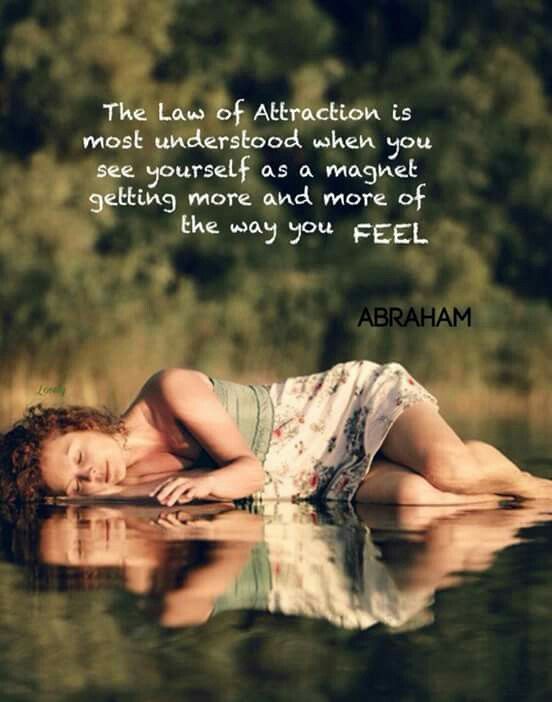 The Law of Attraction is
most understood when you
see yourself as a magnet
getting more and more of
the way you FEEL
ABRAHAM
Lovely